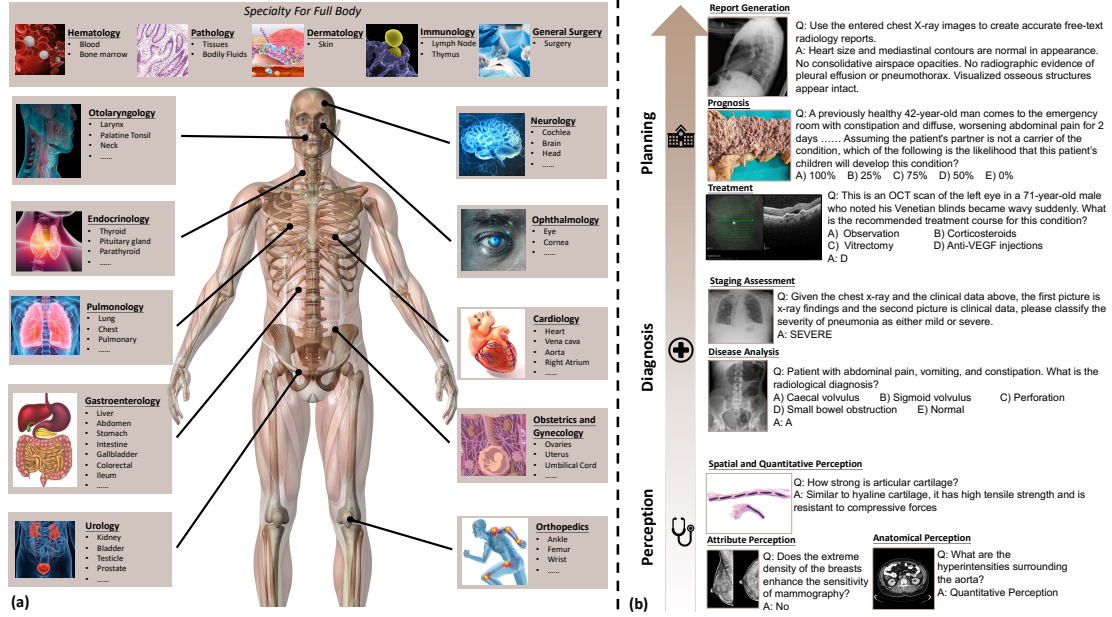 Specialty For Full Body
Hematology
• Blood
• Bone marrow
Pathology
• Tissues
• Bodily Fluids
Dermatology
• Skin
Immunology
• Lymph Node
• Thymus
General Surgery
• Surgery
Otolaryngology
• Larynx
• Palatine Tonsil
• Neck
• ......
Endocrinology
• Thyroid
• Pituitary gland
• Parathyroid
• ......
Pulmonology
• Lung
• Chest
• Pulmonary
• ......
Gastroenterology
• Liver
• Abdomen
• Stomach
• Intestine
• Gallbladder
• Colorectal
• Ileum
• ......
Urology
• Kidney
• Bladder
• Testicle
• Prostate
• ......
Neurology
• Cochlea
• Brain
• Head
• ......
Ophthalmology
• Eye
• Cornea
• ......
Cardiology
• Heart
• Vena cava
• Aorta
• Right Atrium
• ......
Obstetrics and
Gynecology
• Ovaries
• Uterus
• Umbilical Cord
• ......
Orthopedics
• Ankle
• Femur
• Wrist
• ......
(a)
Planning
Diagnosis
Perception
Report Generation
Q: Use the entered chest X-ray images to create accurate free-text
radiology reports.
A: Heart size and mediastinal contours are normal in appearance.
No consolidative airspace opacities. No radiographic evidence of
pleural effusion or pneumothorax. Visualized osseous structures
appear intact.
Prognosis
Q: A previously healthy 42-year-old man comes to the emergency
room with constipation and diffuse, worsening abdominal pain for 2
days ...... Assuming the patient's partner is not a carrier of the
condition, which of the following is the likelihood that this patient's
children will develop this condition?
A) 100% B) 25% C) 75% D) 50% E) 0%
Treatment
Q: This is an OCT scan of the left eye in a 71-year-old male
who noted his Venetian blinds became wavy suddenly. What
is the recommended treatment course for this condition?
A) Observation B) Corticosteroids
C) Vitrectomy D) Anti-VEGF injections
A: D
Staging Assessment
Q: Given the chest x-ray and the clinical data above, the first picture is
x-ray findings and the second picture is clinical data, please classify the
severity of pneumonia as either mild or severe.
A: SEVERE
Disease Analysis
Q: Patient with abdominal pain, vomiting, and constipation. What is the
radiological diagnosis?
A) Caecal volvulus B) Sigmoid volvulus C) Perforation
D) Small bowel obstruction E) Normal
A: A
Spatial and Quantitative Perception
Q: How strong is articular cartilage?
A: Similar to hyaline cartilage, it has high tensile strength and is
resistant to compressive forces
Attribute Perception
Q: Does the extreme
density of the breasts
enhance the sensitivity
of mammography?
A: No
Anatomical Perception
Q: What are the
hyperintensities surrounding
the aorta?
A: Quantitative Perception
(b)